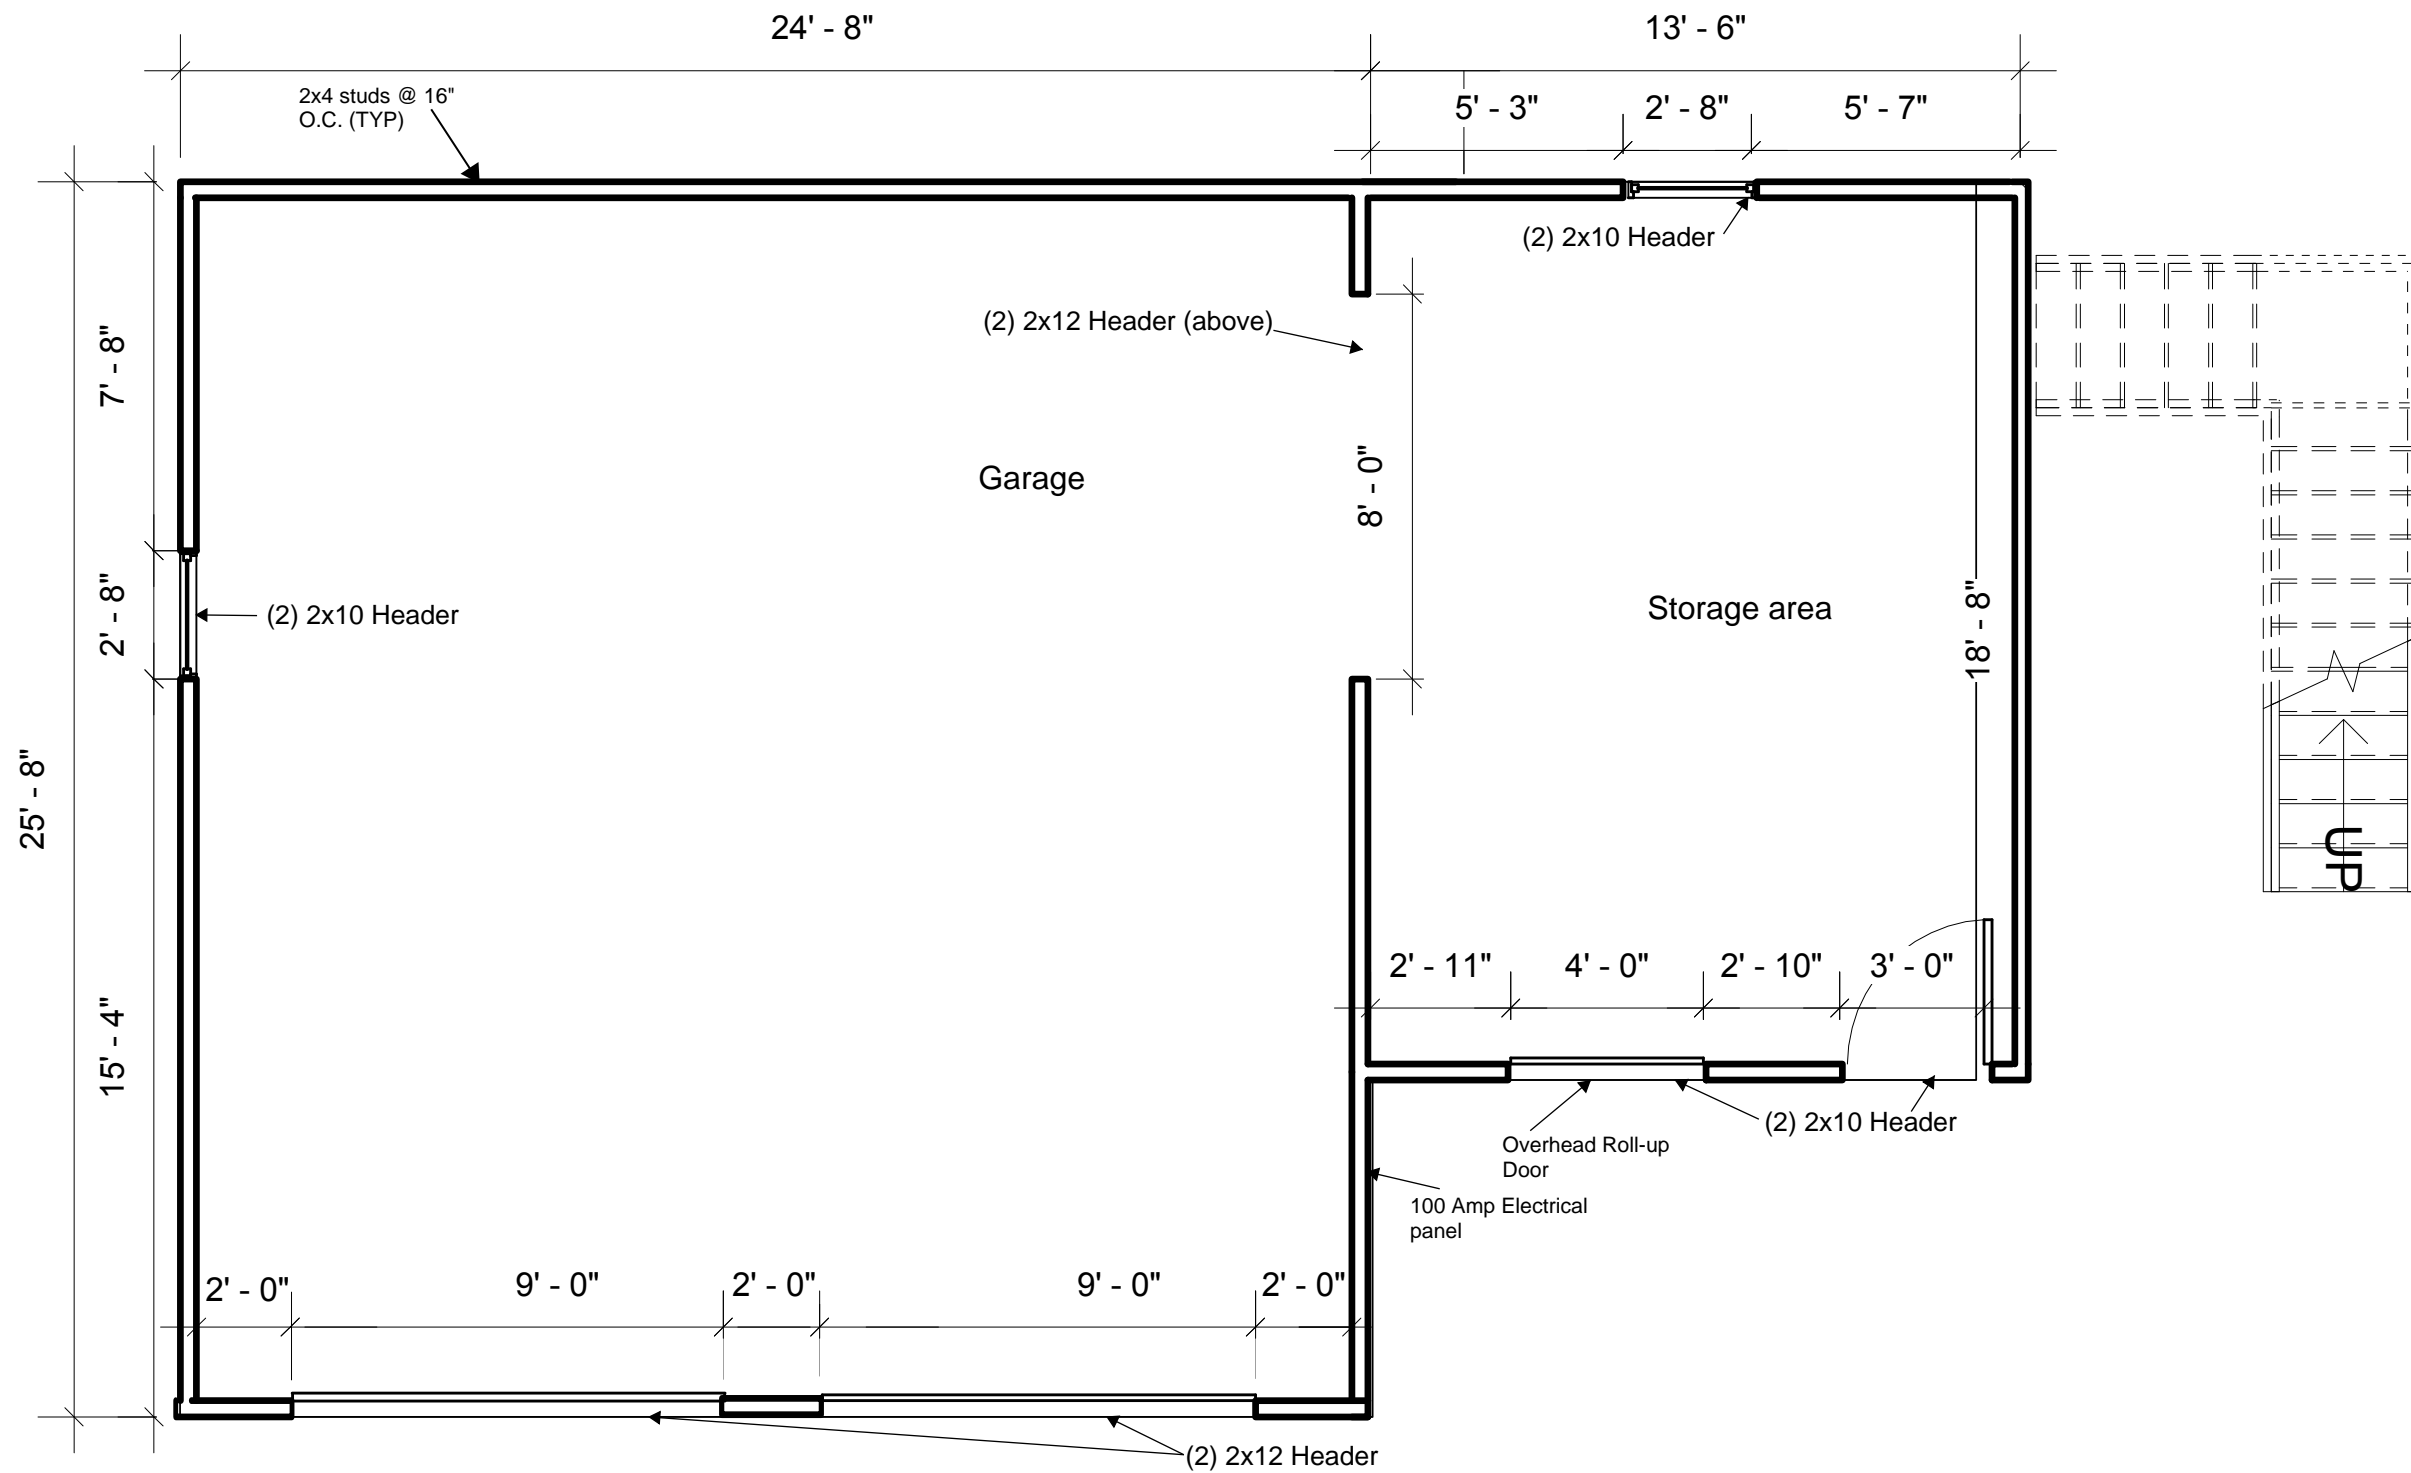 24' - 8"
13' - 6"
2x4 studs @ 16"
O.C. (TYP)
5' - 3"
2' - 8"
5' - 7"
(2) 2x10 Header
(2) 2x12 Header (above)
7' - 8"
Garage
8' - 0"
2' - 8"
(2) 2x10 Header
Storage area
18' - 8"
25' - 8"
UP
2' - 11"
4' - 0"
2' - 10"
3' - 0"
15' - 4"
(2) 2x10 Header
Overhead Roll-up
Door
100 Amp Electrical
panel
2' - 0"
9' - 0"
2' - 0"
9' - 0"
2' - 0"
(2) 2x12 Header